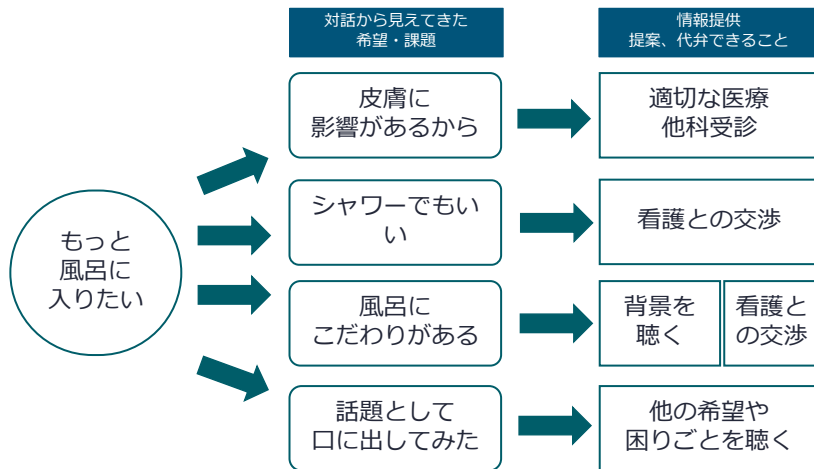 対話から見えてきた
希望・課題
情報提供
提案、代弁できること
もっと
風呂に
入りたい
皮膚に
影響があるから
適切な医療
他科受診
シャワーでもい
い
看護との交渉
風呂に
こだわりがある
背景を
聴く
看護と
の交渉
話題として
口に出してみた
他の希望や
困りごとを聴く